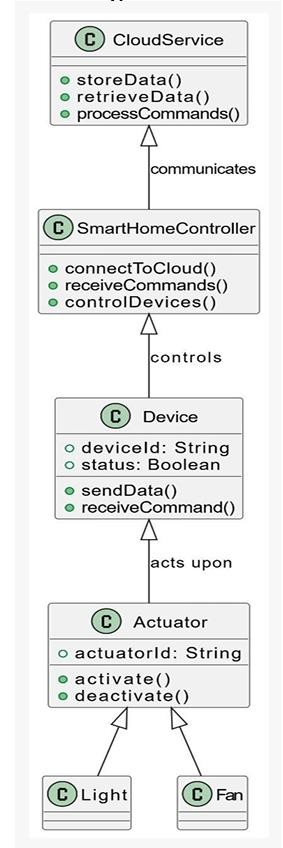 C CloudService
storeData()
retrieveData()
processCommands()
communicates
C SmartHomeController
connectToCloud()
receiveCommands()
controlDevices()
controls
C Device
deviceId: String
status: Boolean
sendData()
receiveCommand()
acts upon
C Actuator
actuatorId: String
activate()
deactivate()
C Light
C Fan